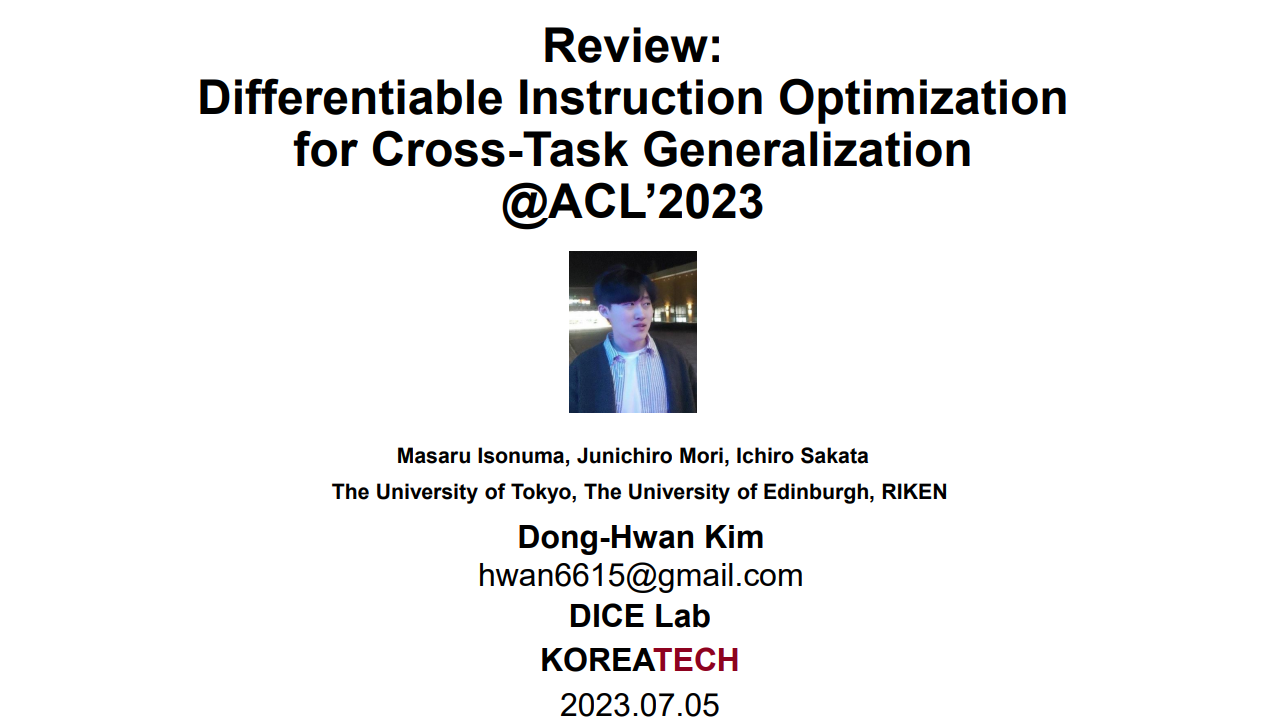 Review:
Differentiable Instruction Optimization
for Cross-Task Generalization
@ACL’2023
Masaru Isonuma, Junichiro Mori, Ichiro Sakata
The University of Tokyo, The University of Edinburgh, RIKEN
Dong-Hwan Kim
hwan6615@gmail.com
DICE Lab
KOREATECH
2023.07.05